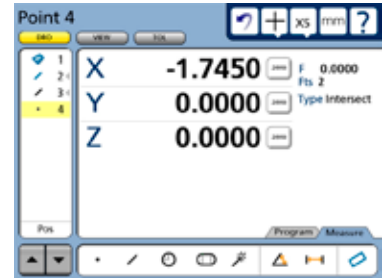 Point 4
XS mm ?
DRO VIEW TOL
1
2
3
4
X -1.7450
Y 0.0000
Z 0.0000
F 0.0000
Pts 2
Type Intersect
Pos
Program Measure